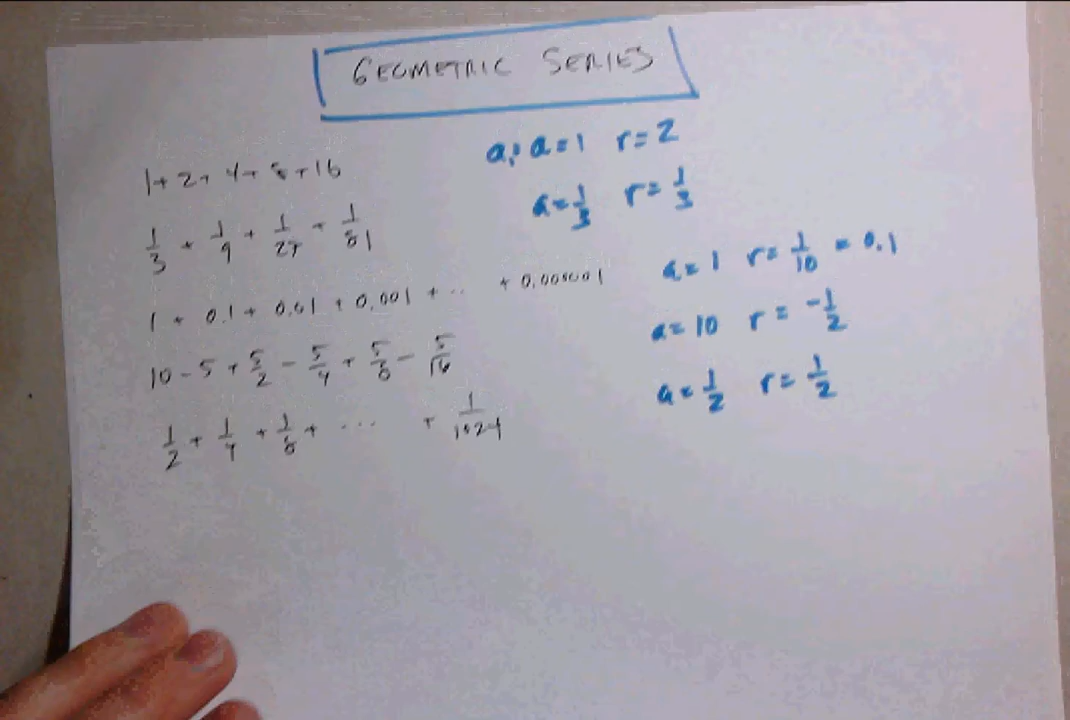 GEOMETRIC SERIES
1 + 2 + 4 + 8 + 16
a, a = 1 r = 2
1/3 + 1/9 + 1/27 + 1/81
a = 1/3 r = 1/3
1 + 0.1 + 0.01 + 0.001 + ... + 0.000001
a = 1 r = 1/10 = 0.1
10 - 5 + 5/2 - 5/4 + 5/8 - 5/16
a = 10 r = -1/2
1/2 + 1/4 + 1/8 + ... + 1/1024
a = 1/2 r = 1/2